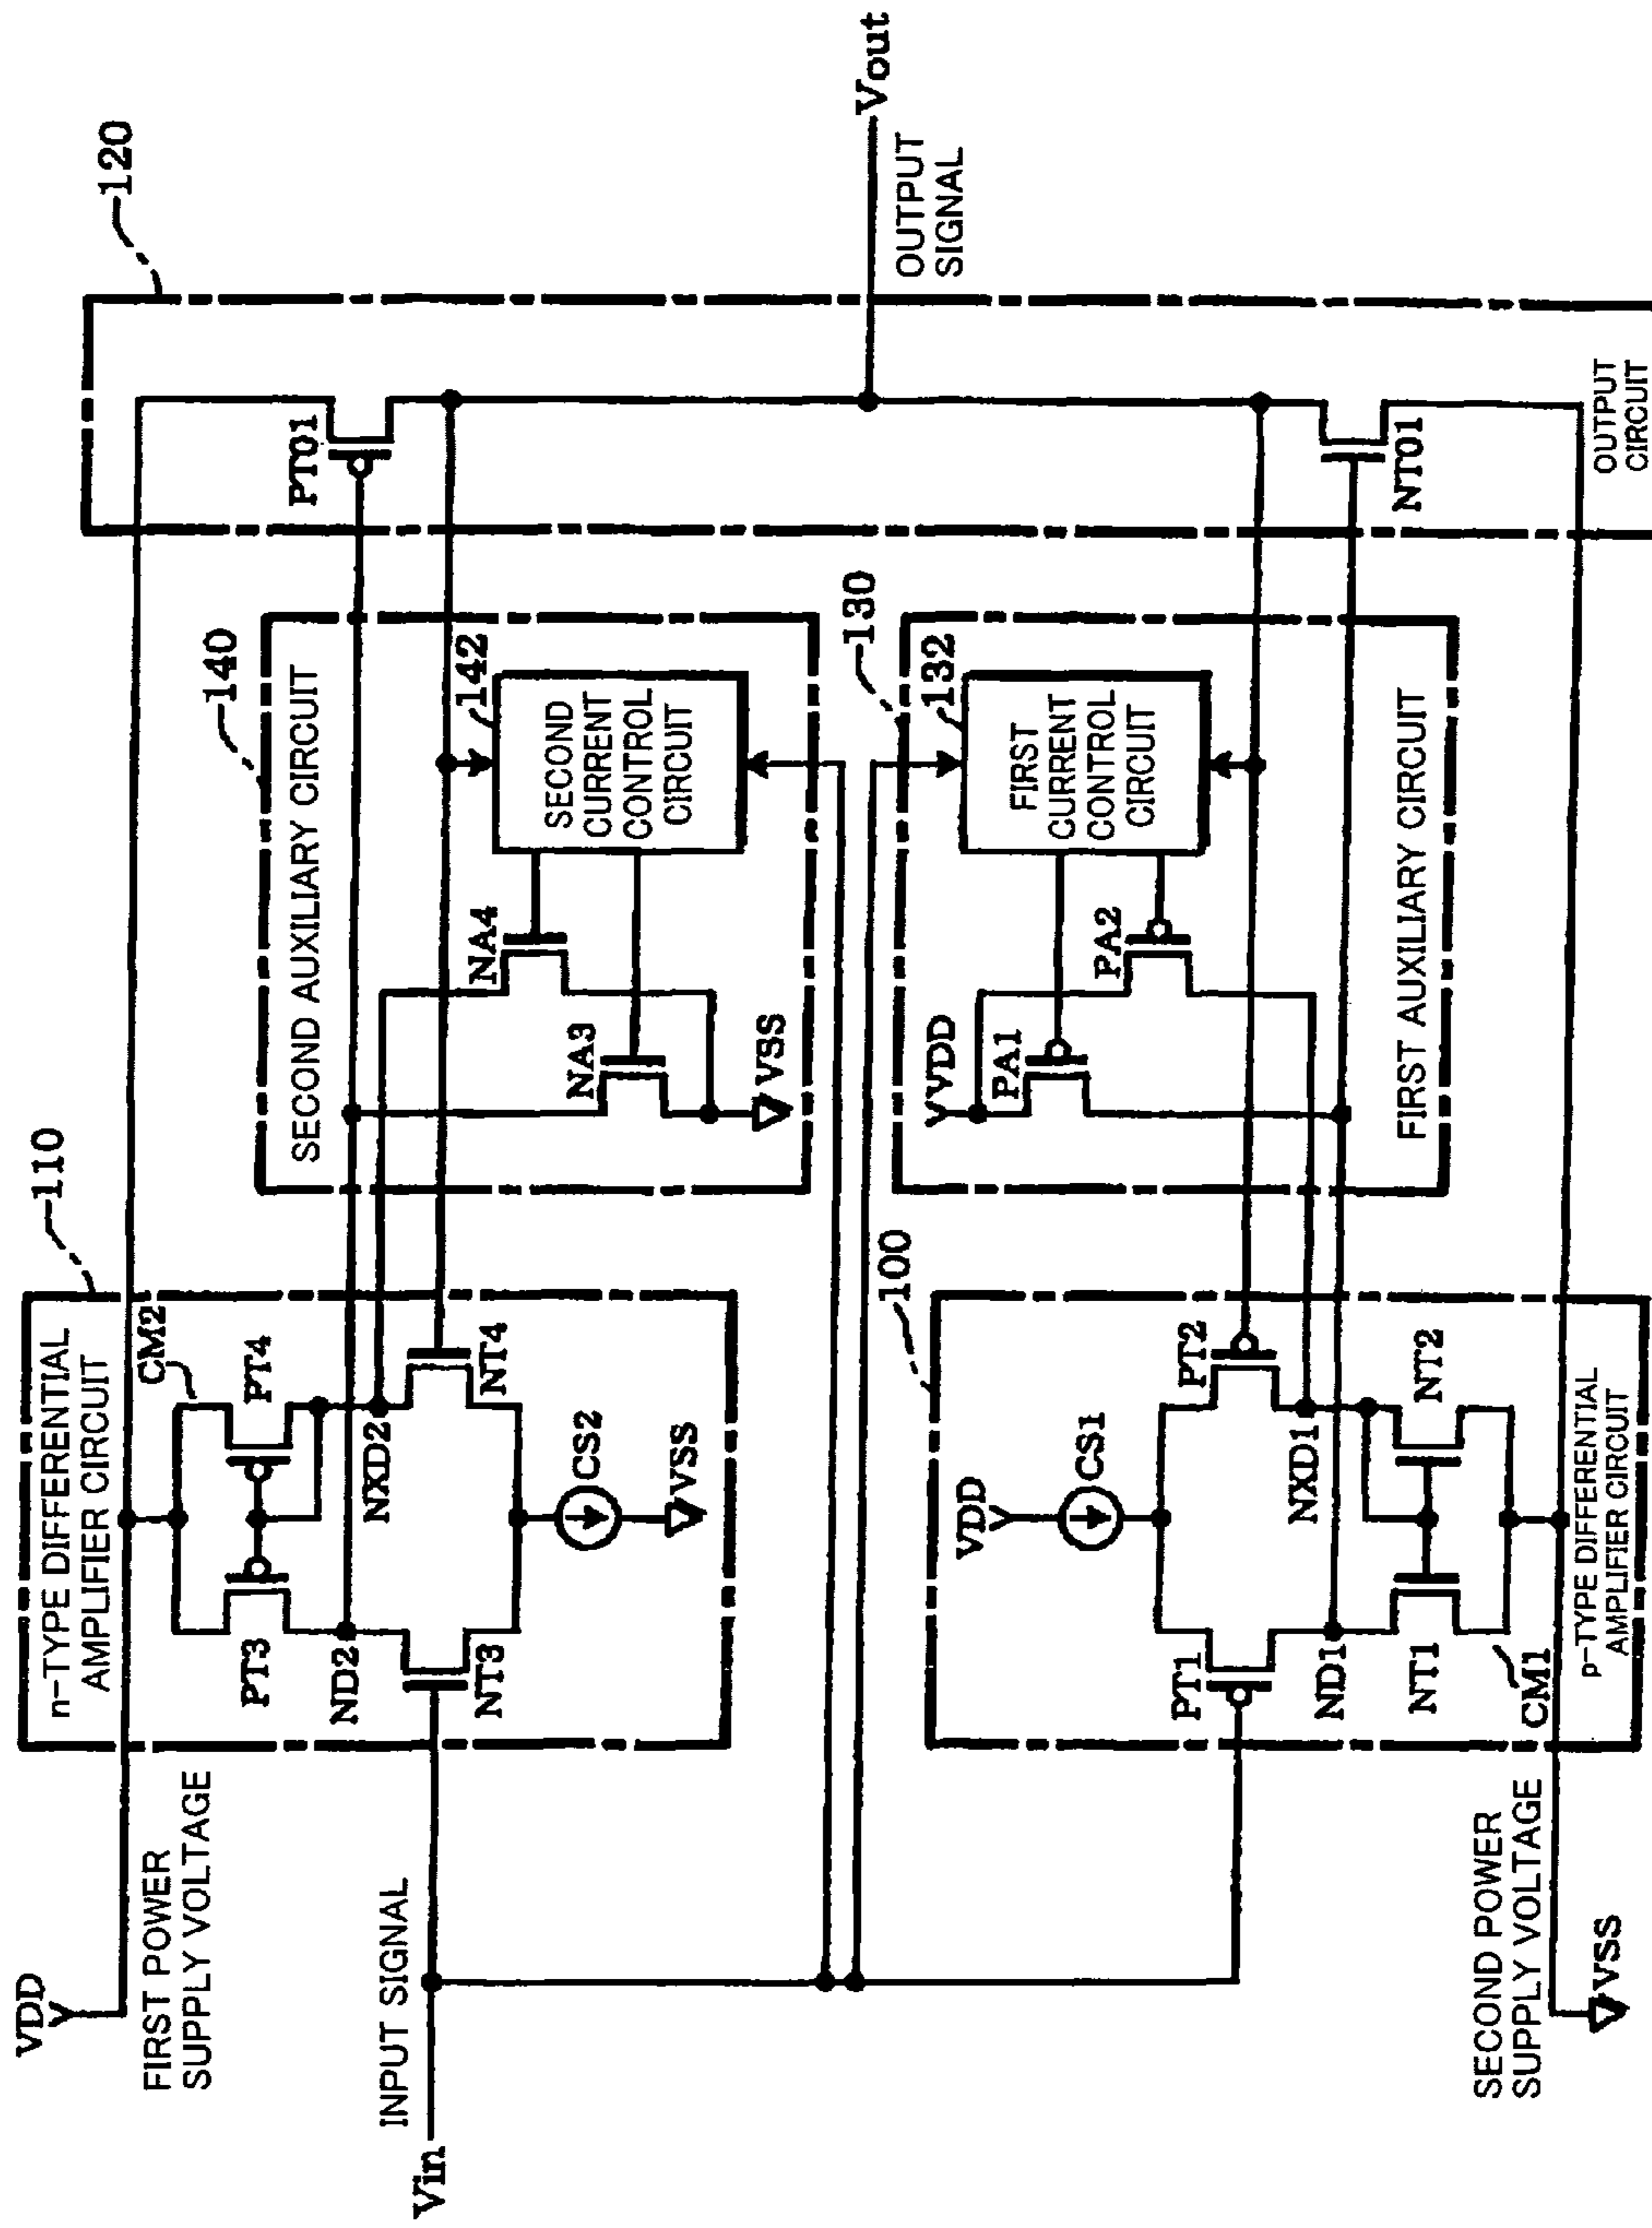 VDD
FIRST POWER
SUPPLY VOLTAGE
INPUT SIGNAL
Vin
SECOND POWER
SUPPLY VOLTAGE
VSS
110
n-TYPE DIFFERENTIAL
AMPLIFIER CIRCUIT
CM2
PT3
PT4
ND2
NXD2
NT3
NT4
CS2
VSS
100
VDD
CS1
PT1
PT2
ND1
NXD1
NT1
NT2
CM1
p-TYPE DIFFERENTIAL
AMPLIFIER CIRCUIT
140
SECOND AUXILIARY CIRCUIT
142
NA4
NA3
VSS
SECOND
CURRENT
CONTROL
CIRCUIT
130
132
VDD
PA1
PA2
FIRST
CURRENT
CONTROL
CIRCUIT
FIRST AUXILIARY CIRCUIT
120
PT01
NT01
OUTPUT
CIRCUIT
Vout
OUTPUT
SIGNAL